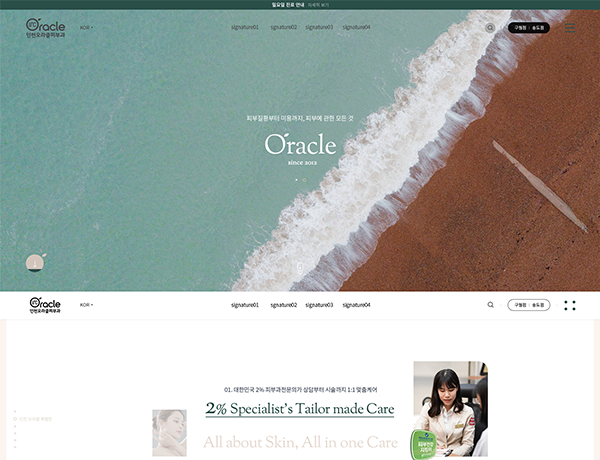 일요일 진료 안내 자세히 보기
Oracle
인천오라클피부과
KOR
signature01 signature02 signature03 signature04
구월점 송도점
피부질환부터 미용까지, 피부에 관한 모든 것
Oracle
since 2012
Oracle
인천오라클피부과
KOR
signature01 sgnature02 signature03 signature04
구월점 송도점
01. 대한민국 2% 피부과전문의가 상담부터 시술까지 1:1 맞춤케어
2% Specialist's Tailor made Care
All about Skin, All in one Care